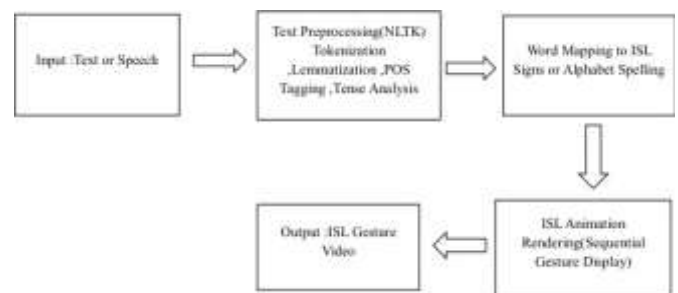 Input :Text or Speech
Text Preprocessing(NLTK)
Tokenization
,Lemmatization ,POS
Tagging ,Tense Analysis
Word Mapping to ISL
Signs or Alphabet Spelling
ISL Animation
Rendering(Sequential
Gesture Display)
Output :ISL Gesture
Video